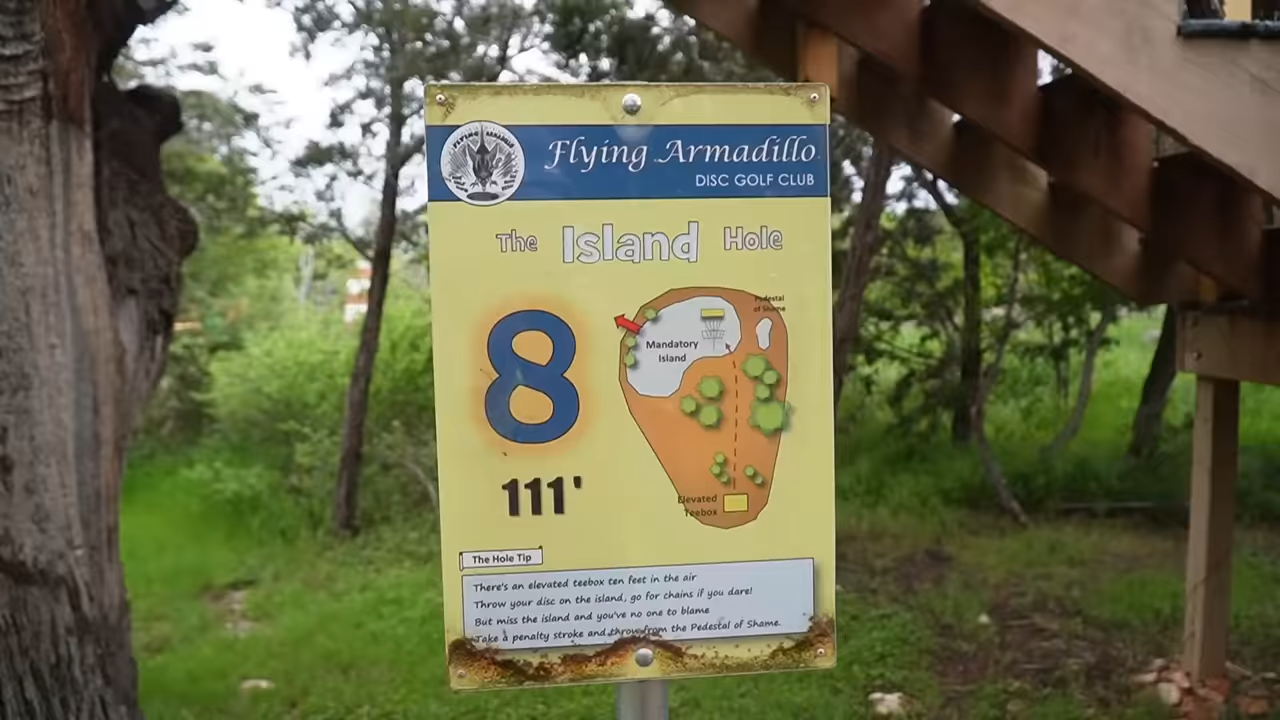 Flying Armadillo
DISC GOLF CLUB
The Island Hole
8
111'
Pedestal
of Shame
Mandatory
Island
Elevated
Teebox
The Hole Tip
There's an elevated teebox ten feet in the air
Throw your disc on the island, go for chains if you dare!
But miss the island and you've no one to blame
Take a penalty stroke and throw from the Pedestal of Shame.